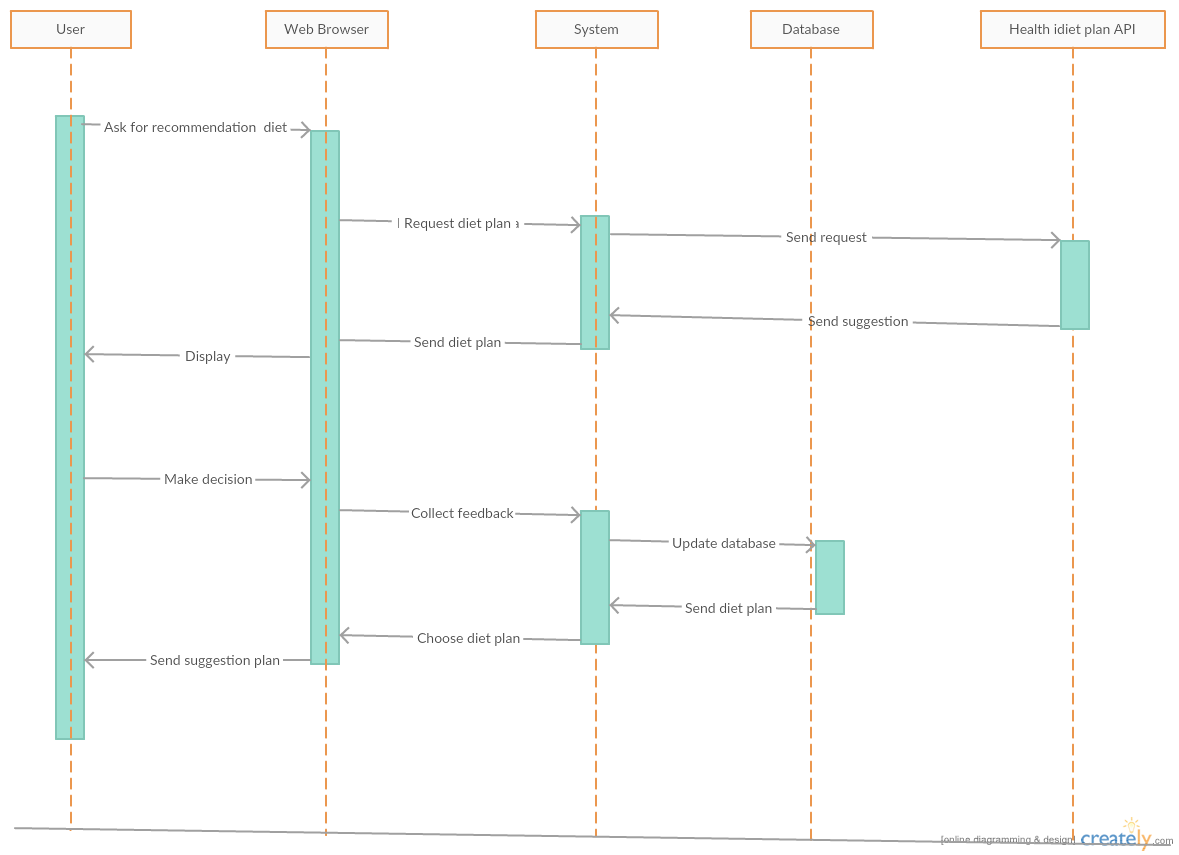 User
Web Browser
System
Database
Health idiet plan API
Ask for recommendation diet
Request diet plan
Send request
Send suggestion
Send diet plan
Display
Make decision
Collect feedback
Update database
Send diet plan
Choose diet plan
Send suggestion plan
[online diagramming & design]
creately.com